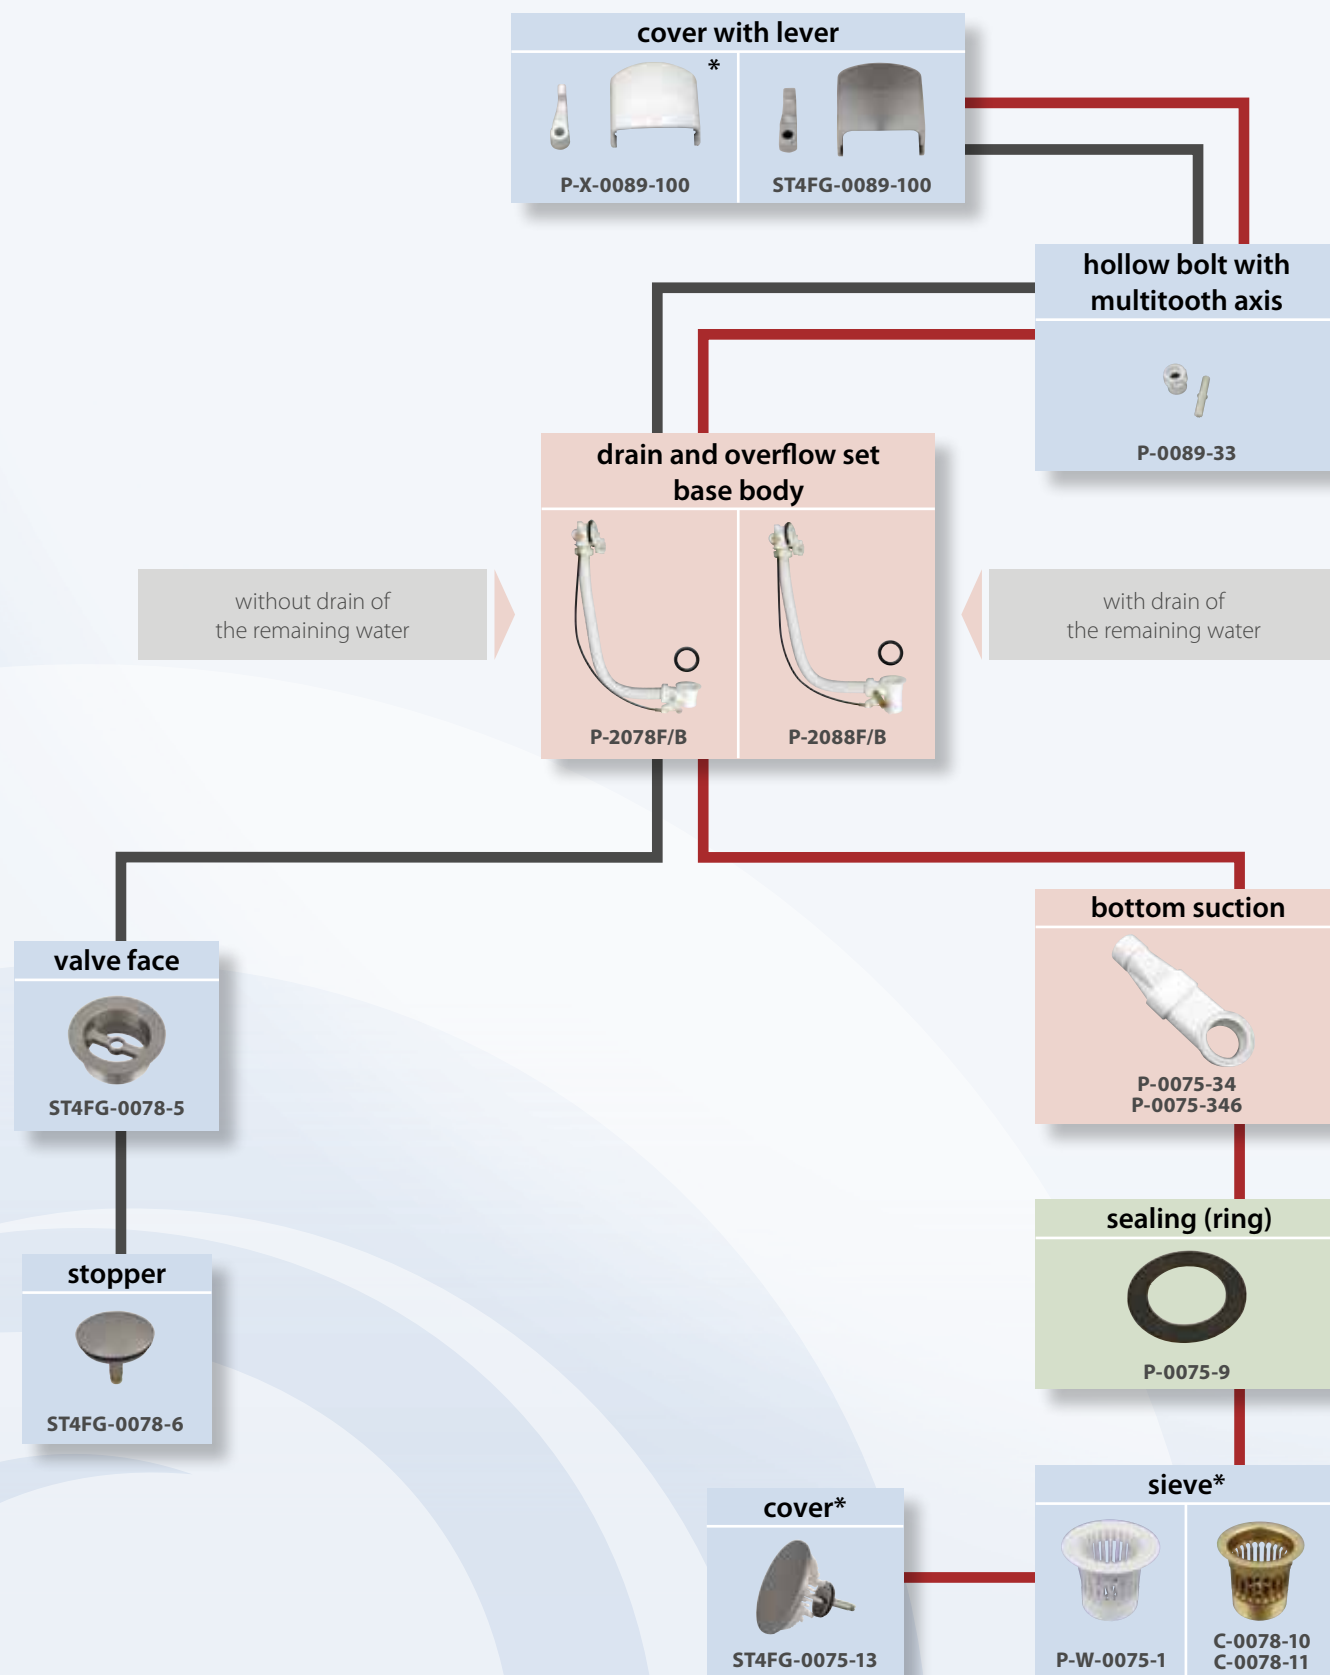 cover with lever
*
P-X-0089-100
ST4FG-0089-100
hollow bolt with
multitooth axis
P-0089-33
drain and overflow set
base body
without drain of
the remaining water
with drain of
the remaining water
P-2078F/B
P-2088F/B
bottom suction
P-0075-34
P-0075-346
valve face
ST4FG-0078-5
sealing (ring)
P-0075-9
stopper
ST4FG-0078-6
sieve*
cover*
ST4FG-0075-13
P-W-0075-1
C-0078-10
C-0078-11